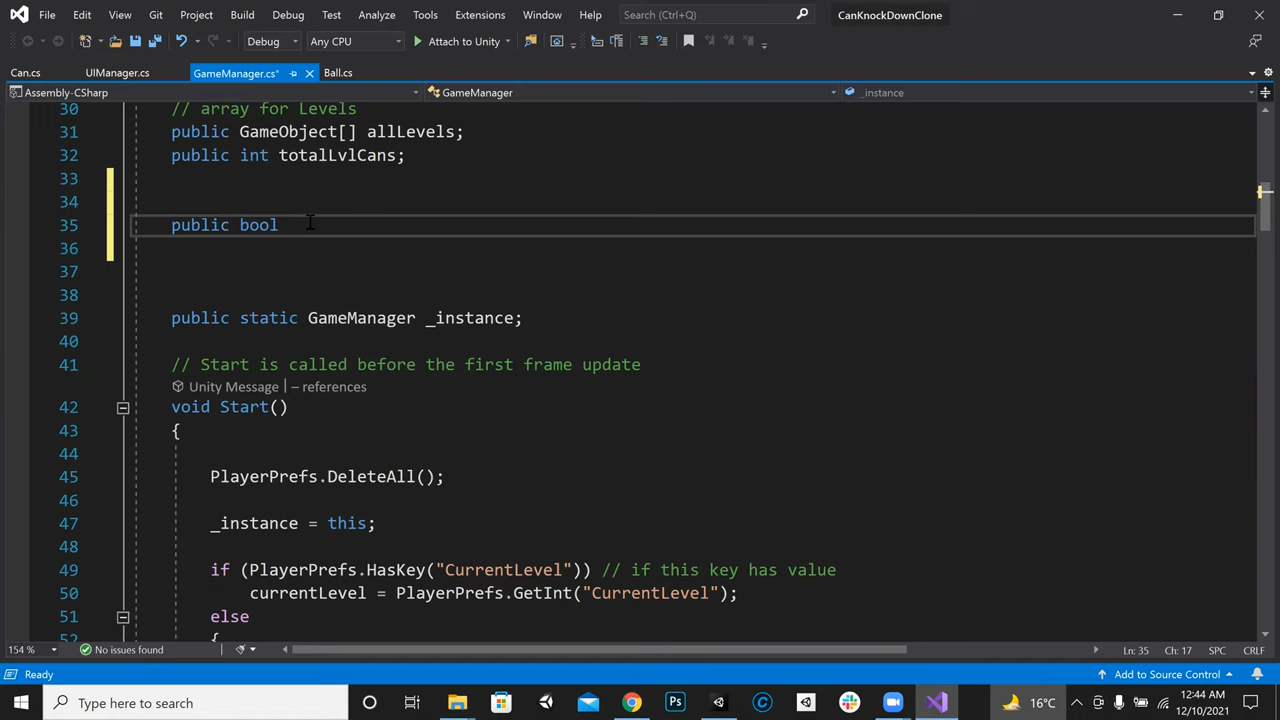 File Edit View Git Project Build Debug Test Analyze Tools Extensions Window Help Search (Ctrl+Q) CanKnockDownClone
Debug Any CPU Attach to Unity
Can.cs UIManager.cs GameManager.cs* Ball.cs
Assembly-CSharp GameManager _instance
30 // array for Levels
31 public GameObject[] allLevels;
32 public int totalLvlCans;
33
34
35 public bool
36
37
38
39 public static GameManager _instance;
40
41 // Start is called before the first frame update
Unity Message | – references
42 void Start()
43 {
44
45 PlayerPrefs.DeleteAll();
46
47 _instance = this;
48
49 if (PlayerPrefs.HasKey("CurrentLevel")) // if this key has value
50 currentLevel = PlayerPrefs.GetInt("CurrentLevel");
51 else
52 {
154 % No issues found Ln: 35 Ch: 17 SPC CRLF
Ready Add to Source Control
Type here to search Ps 16°C 12:44 AM
12/10/2021